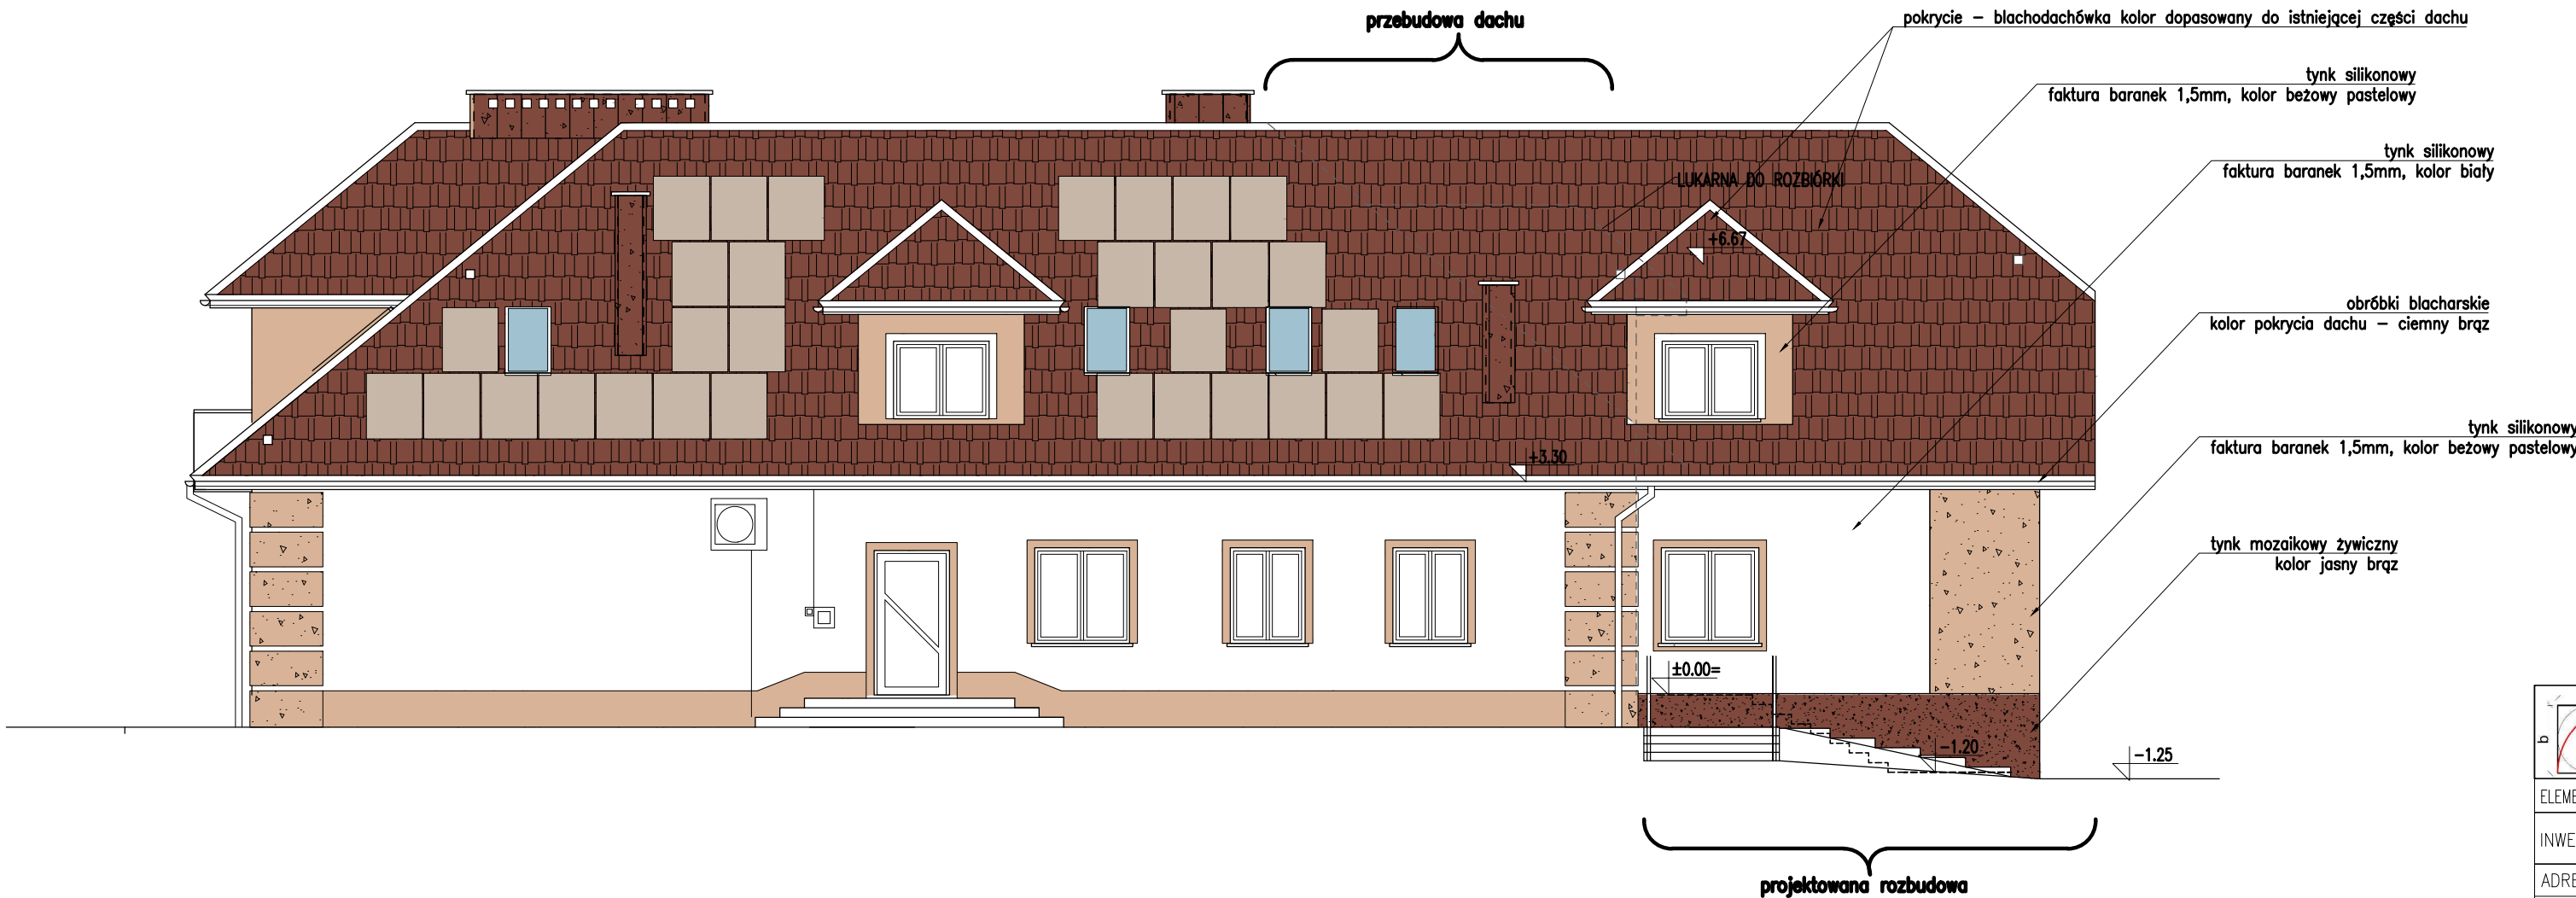 przebudowa dachu
pokrycie – blachodachówka kolor dopasowany do istniejącej części dachu
tynk silikonowy
faktura baranek 1,5mm, kolor beżowy pastelowy
tynk silikonowy
faktura baranek 1,5mm, kolor biały
LUKARNA DO ROZBIÓRKI
+6.67
obróbki blacharskie
kolor pokrycia dachu – ciemny brąz
tynk silikonowy
faktura baranek 1,5mm, kolor beżowy pastelowy
+3.30
tynk mozaikowy żywiczny
kolor jasny brąz
±0.00=
-1.20
-1.25
b
ELEME
INWE
ADRE
projektowana rozbudowa